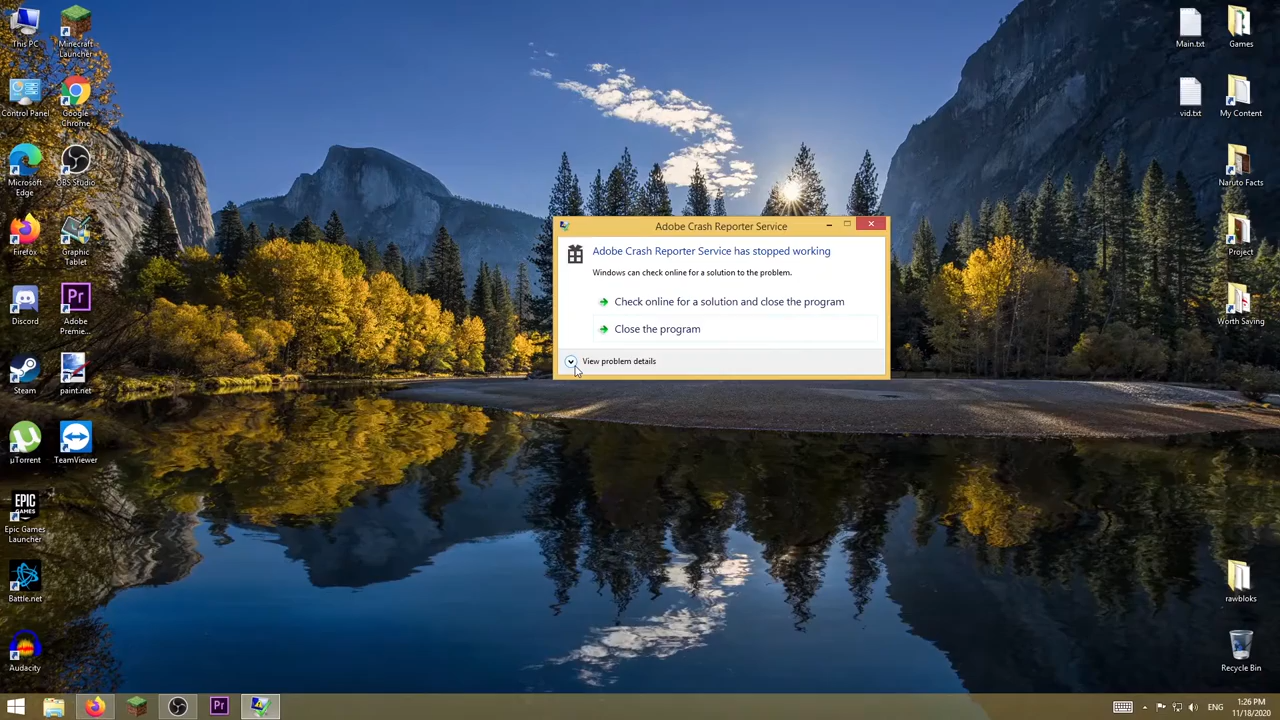 This PC
Minecraft
Launcher
Control Panel
Google
Chrome
Microsoft
Edge
OBS Studio
Firefox
Graphic
Tablet
Discord
Pr
Adobe
Premie...
Steam
paint.net
µTorrent
TeamViewer
EPIC
GAMES
Epic Games
Launcher
Battle.net
Audacity
Adobe Crash Reporter Service
Adobe Crash Reporter Service has stopped working
Windows can check online for a solution to the problem.
Check online for a solution and close the program
Close the program
View problem details
Main.txt
Games
vid.txt
My Content
Naruto Facts
Project
Worth Saving
rawbloks
Recycle Bin
Pr
ENG
1:26 PM
11/18/2020